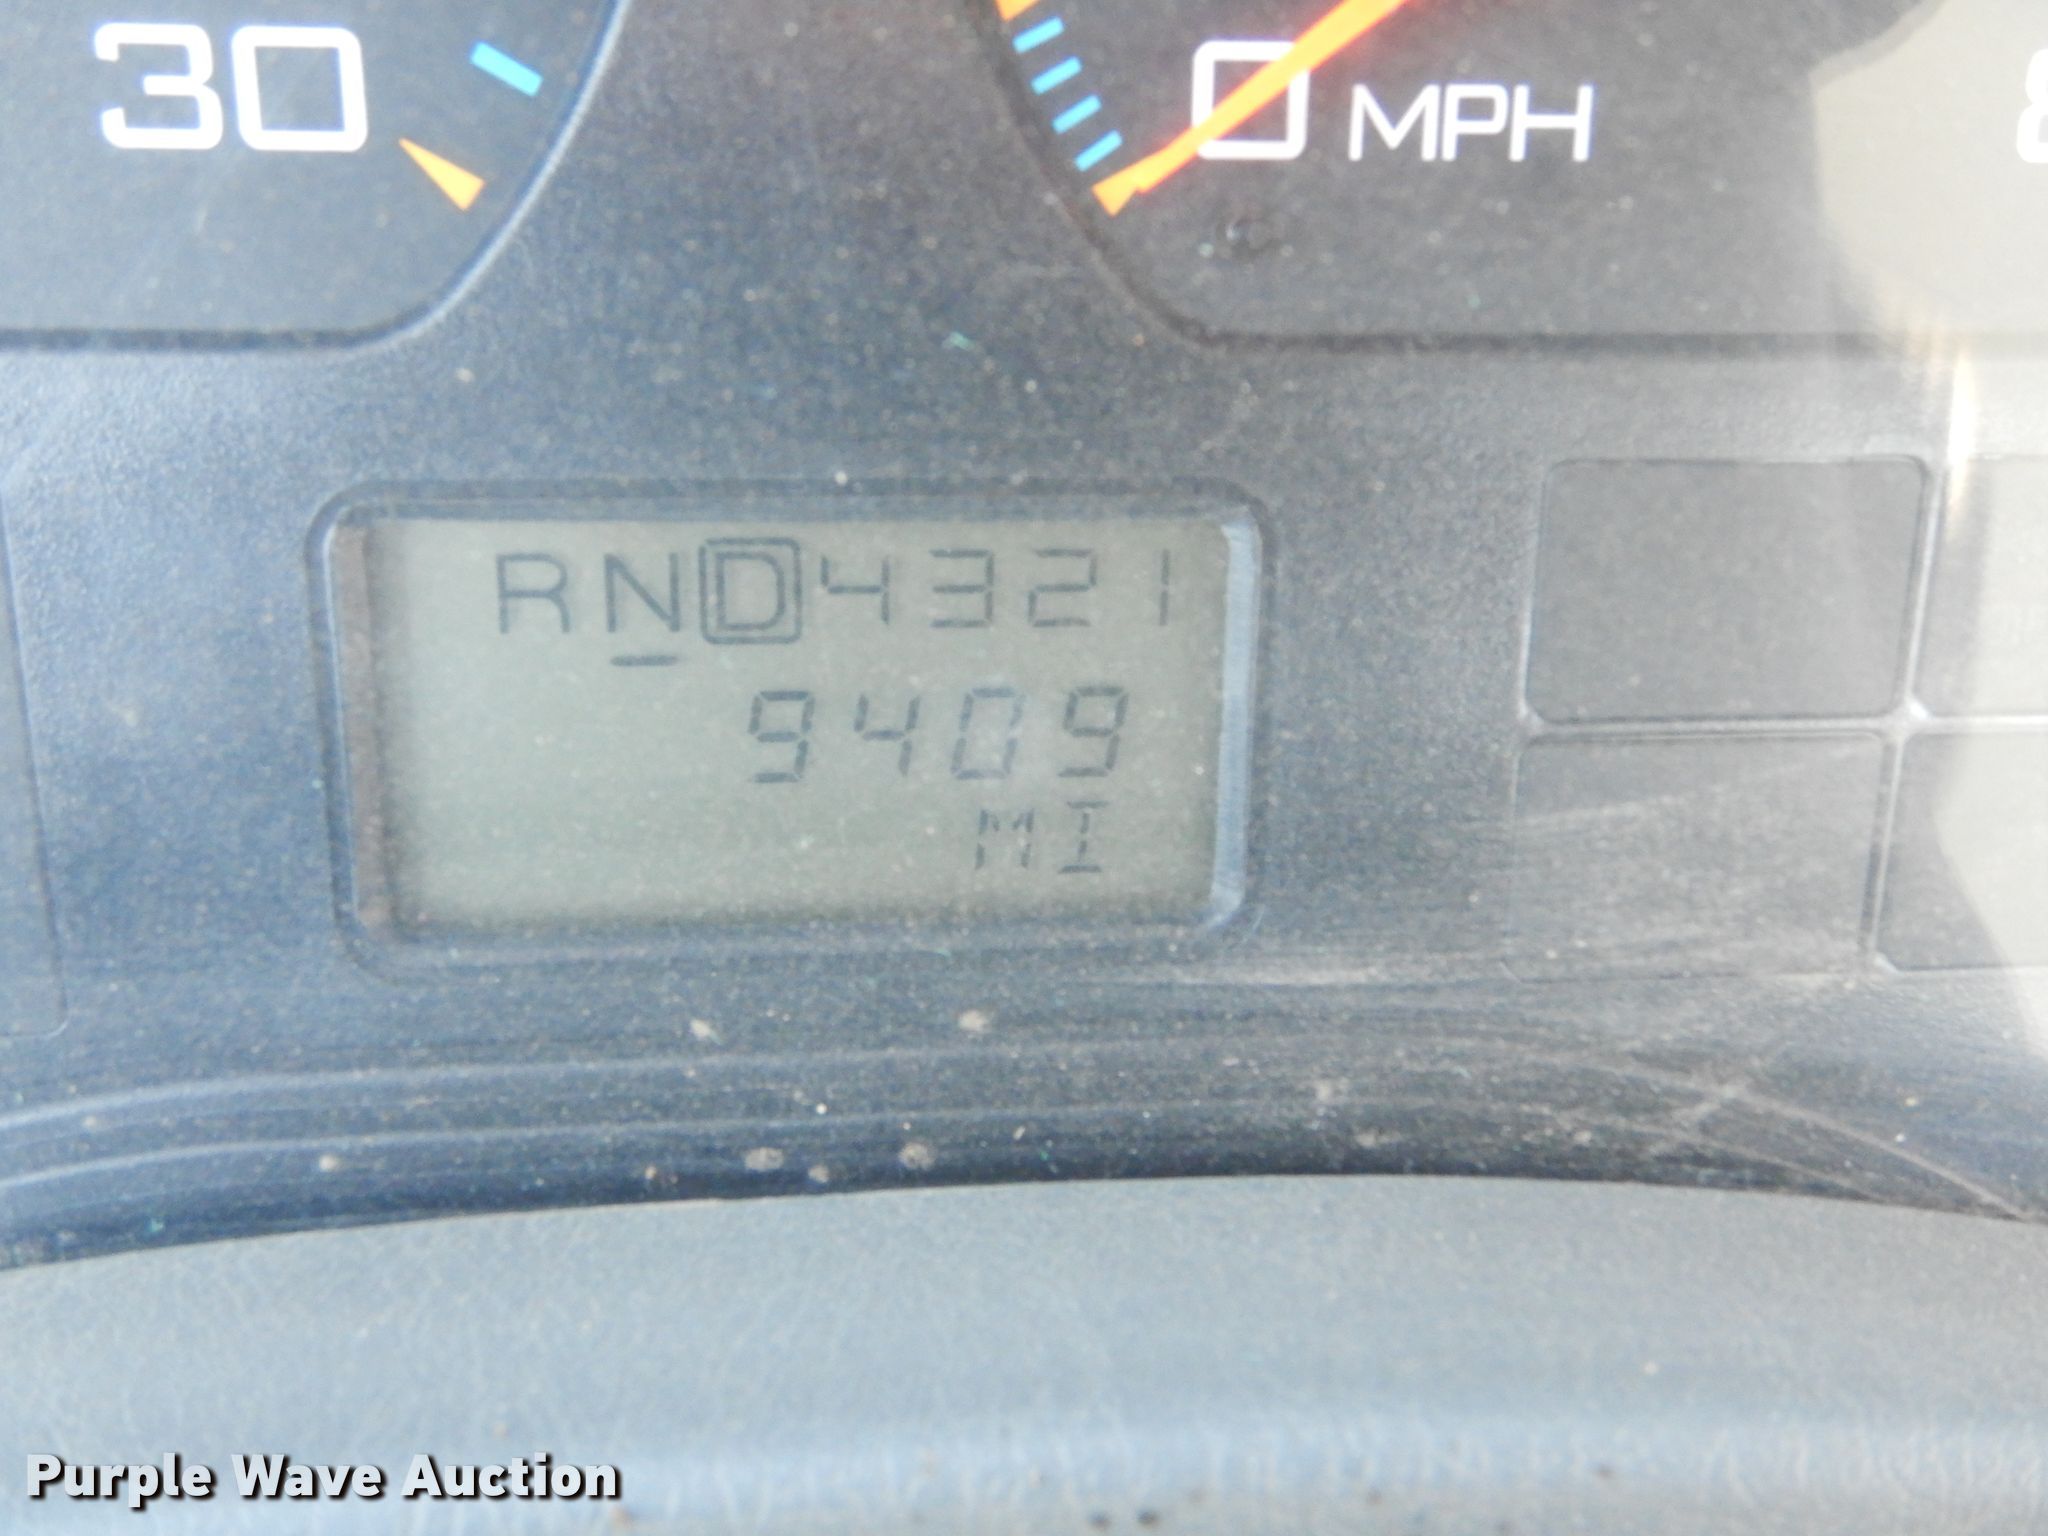 30
0 MPH
RND4321
9409
MI
Purple Wave Auction